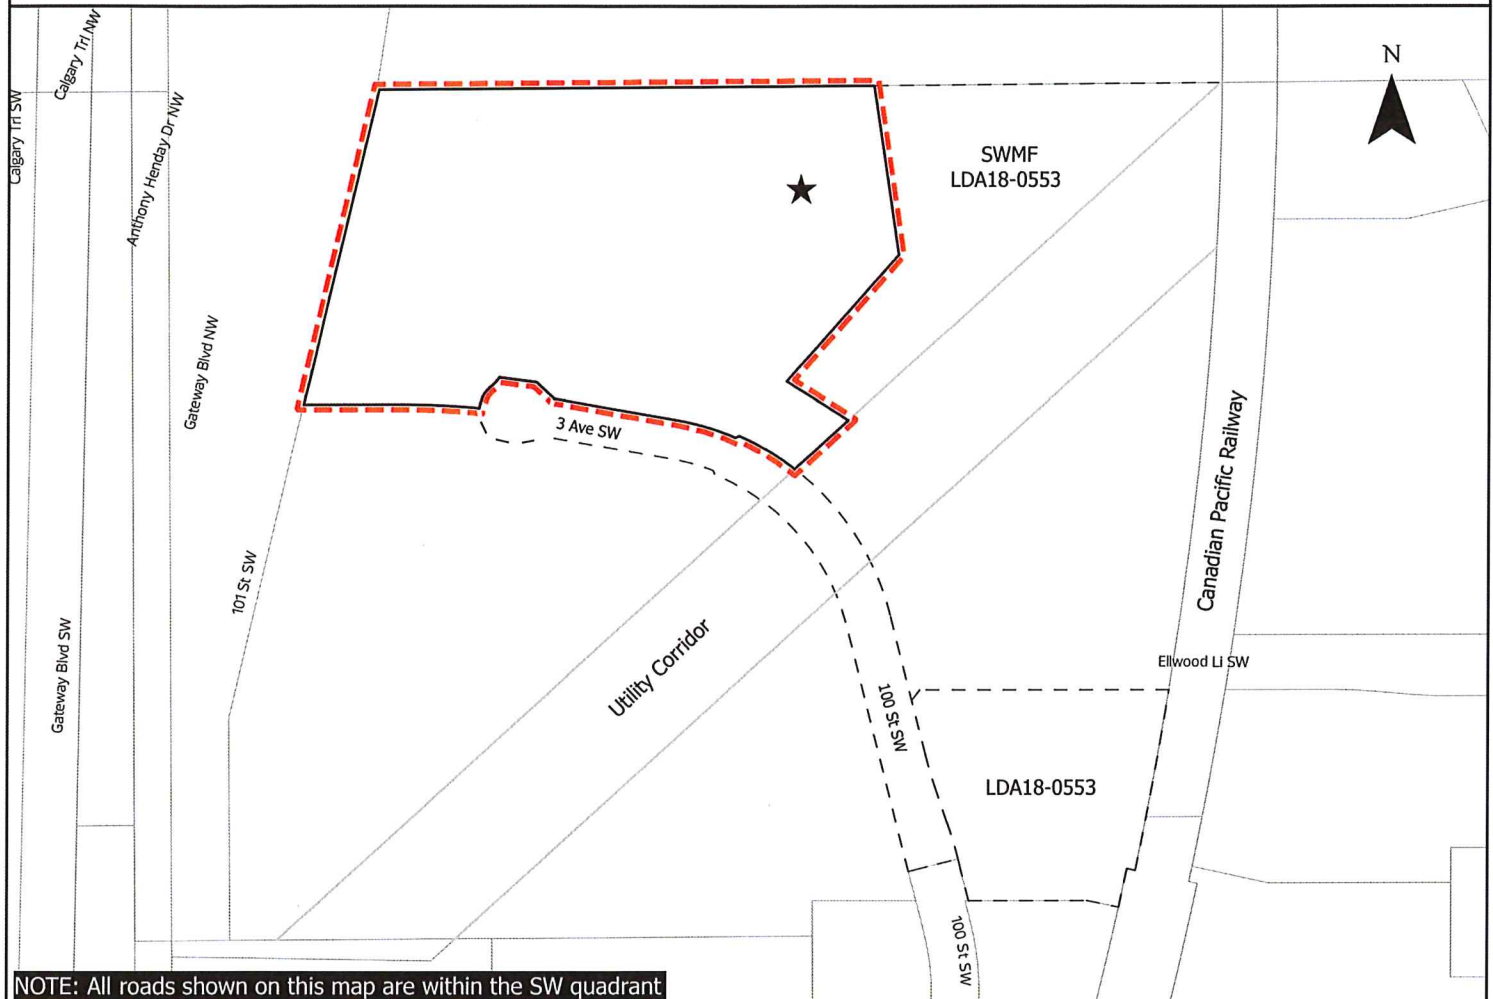 Calgary Trl NW
N
Calgary Trl SW
Anthony Henday Dr NW
SWMF
LDA18-0553
Gateway Blvd NW
3 Ave SW
Canadian Pacific Railway
101 St SW
Utility Corridor
Gateway Blvd SW
Ellwood Li SW
100 St SW
LDA18-0553
100 St SW
NOTE: All roads shown on this map are within the SW quadrant